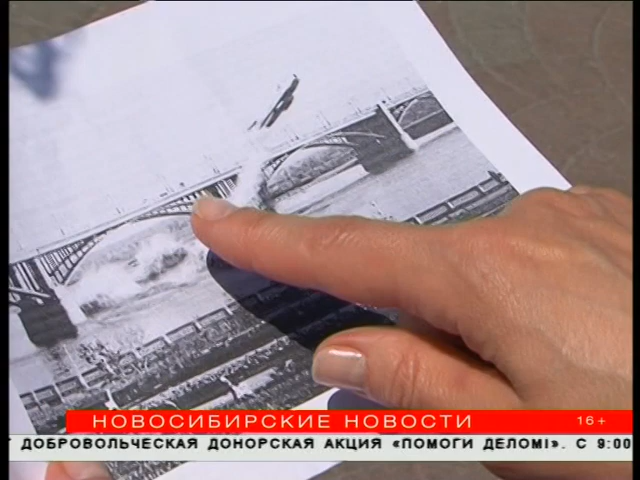 НОВОСИБИРСКИЕ НОВОСТИ 16+
ДОБРОВОЛЬЧЕСКАЯ ДОНОРСКАЯ АКЦИЯ «ПОМОГИ ДЕЛОМ!». С 9:00